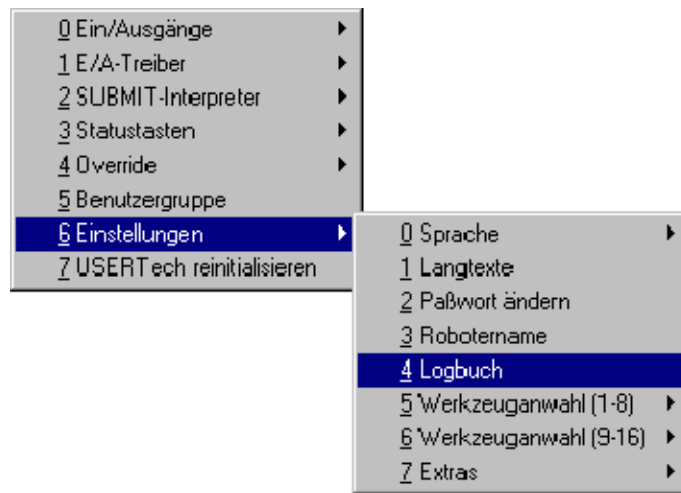 0 Ein/Ausgänge
1 E/A-Treiber
2 SUBMIT-Interpreter
3 Statustasten
4 Override
5 Benutzergruppe
6 Einstellungen
7 USERTech reinitialisieren
0 Sprache
1 Langtexte
2 Paßwort ändern
3 Robotername
4 Logbuch
5 Werkzeuganwahl (1-8)
6 Werkzeuganwahl (9-16)
7 Extras